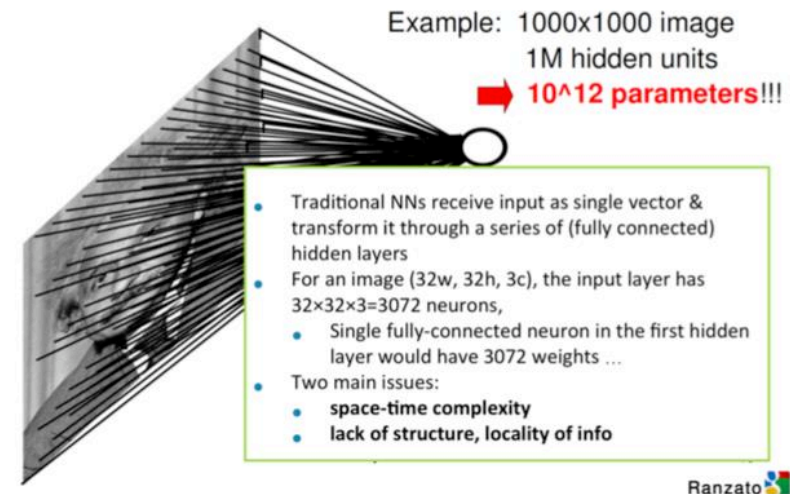 Example: 1000x1000 image
1M hidden units
10^12 parameters!!!
• Traditional NNs receive input as single vector &
transform it through a series of (fully connected)
hidden layers
• For an image (32w, 32h, 3c), the input layer has
32×32×3=3072 neurons,
• Single fully-connected neuron in the first hidden
layer would have 3072 weights ...
• Two main issues:
• space-time complexity
• lack of structure, locality of info
Ranzato